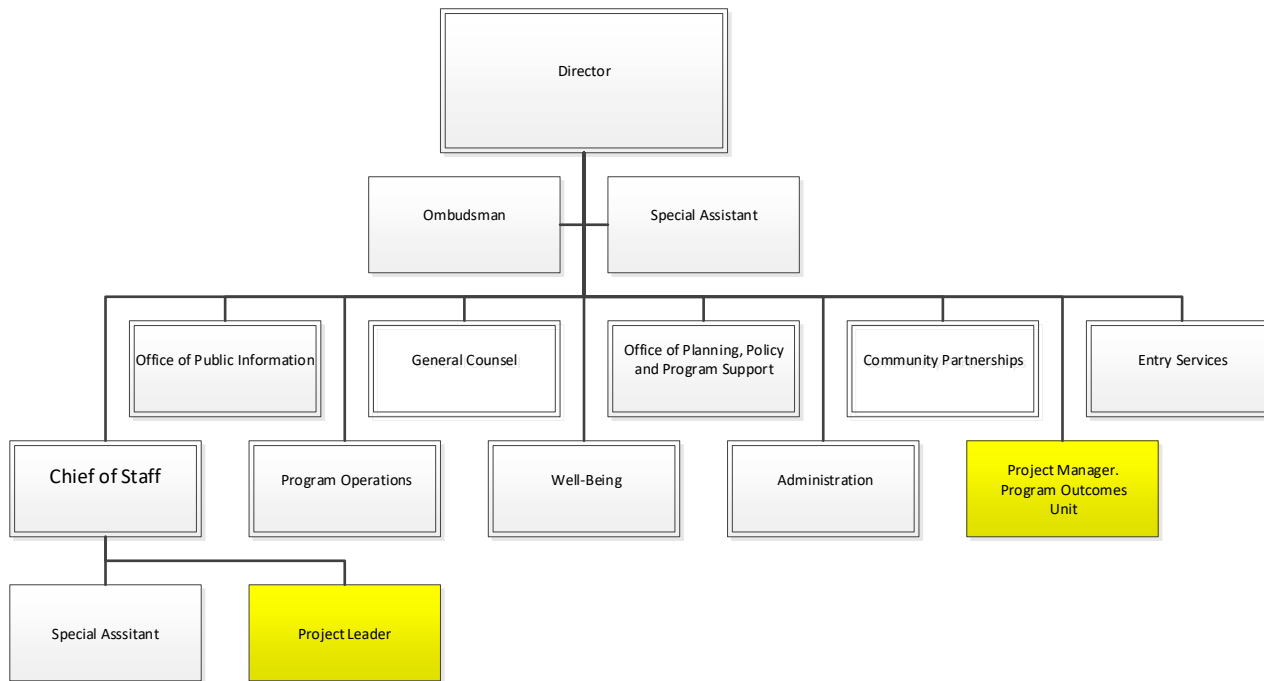 Director
Ombudsman
Special Assistant
Office of Public Information
General Counsel
Office of Planning, Policy
and Program Support
Community Partnerships
Entry Services
Chief of Staff
Program Operations
Well-Being
Administration
Project Manager.
Program Outcomes
Unit
Special Asssitant
Project Leader